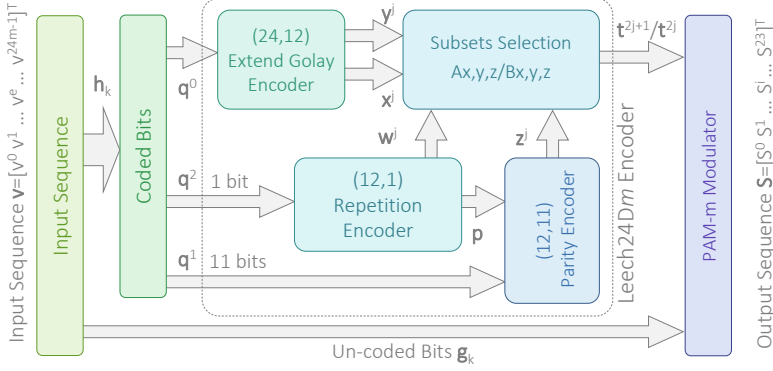 Input Sequence v=[v⁰ v¹ ... vᵉ ... v²⁴ᵐ⁻¹]ᵀ
Input Sequence
hₖ
Coded Bits
q⁰
(24,12)
Extend Golay
Encoder
yʲ
xʲ
Subsets Selection
Ax,y,z/Bx,y,z
t²ʲ⁺¹/t²ʲ
wʲ
zʲ
q²
1 bit
(12,1)
Repetition
Encoder
p
(12,11)
Parity Encoder
q¹
11 bits
Leech24Dm Encoder
PAM-m Modulator
Un-coded Bits gₖ
Output Sequence S=[S⁰ S¹ ... Sⁱ ... S²³]ᵀ